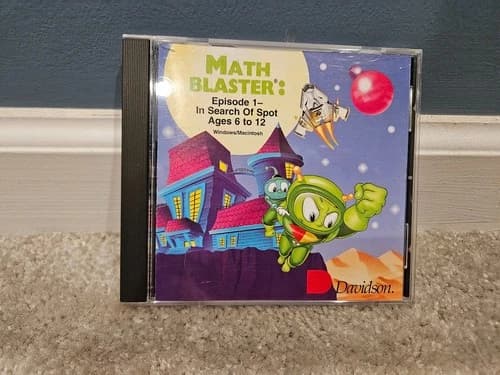 MATH
BLASTER®:
Episode 1–
In Search Of Spot
Ages 6 to 12
Windows/Macintosh
Davidson.